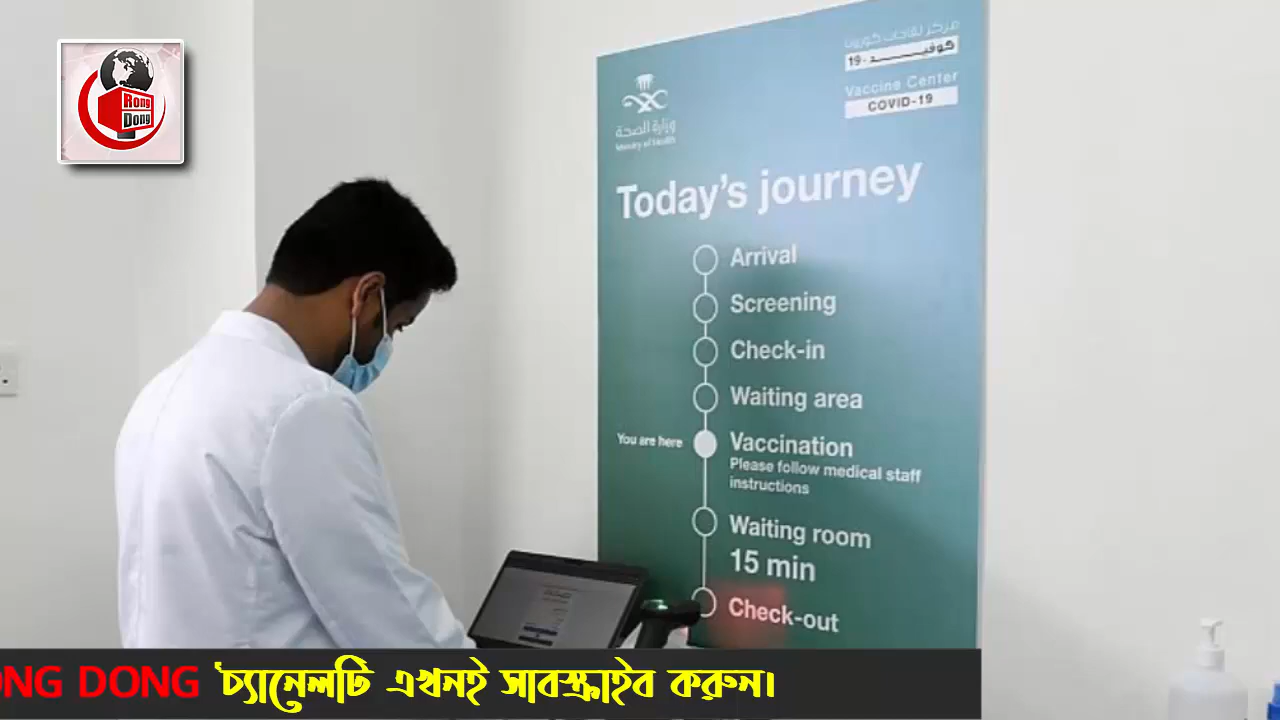 Rong
Dong
مركز لقاحات كورونا
كوفيــــد -19
Vaccine Center
COVID-19
وزارة الصحة
Ministry of Health
Today's journey
Arrival
Screening
Check-in
Waiting area
You are here
Vaccination
Please follow medical staff
instructions
Waiting room
15 min
Check-out
ONG DONG চ্যানেলটি এখনই সাবস্ক্রাইব করুন।